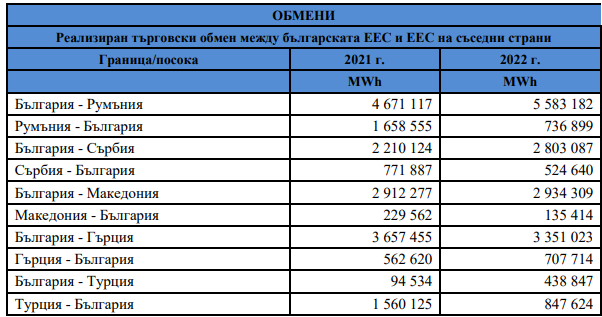 ОБМЕНИ
Реализиран търговски обмен между българската ЕЕС и ЕЕС на съседни страни
Граница/посока 2021 г. 2022 г.
MWh MWh
България - Румъния 4 671 117 5 583 182
Румъния - България 1 658 555 736 899
България - Сърбия 2 210 124 2 803 087
Сърбия - България 771 887 524 640
България - Македония 2 912 277 2 934 309
Македония - България 229 562 135 414
България - Гърция 3 657 455 3 351 023
Гърция - България 562 620 707 714
България - Турция 94 534 438 847
Турция - България 1 560 125 847 624